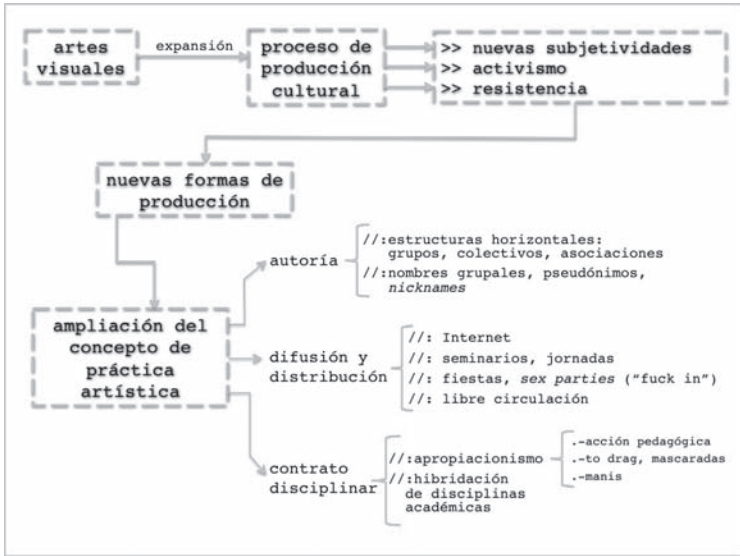 artes
visuales
expansión
proceso de
producción
cultural
>> nuevas subjetividades
>> activismo
>> resistencia
nuevas formas de
producción
ampliación del
concepto de
práctica
artística
autoría
//:estructuras horizontales:
grupos, colectivos, asociaciones
//:nombres grupales, pseudónimos,
nicknames
difusión y
distribución
//: Internet
//: seminarios, jornadas
//: fiestas, sex parties (“fuck in”)
//: libre circulación
contrato
disciplinar
//:apropiacionismo
//:hibridación
de disciplinas
académicas
.-acción pedagógica
.-to drag, mascaradas
.-manis